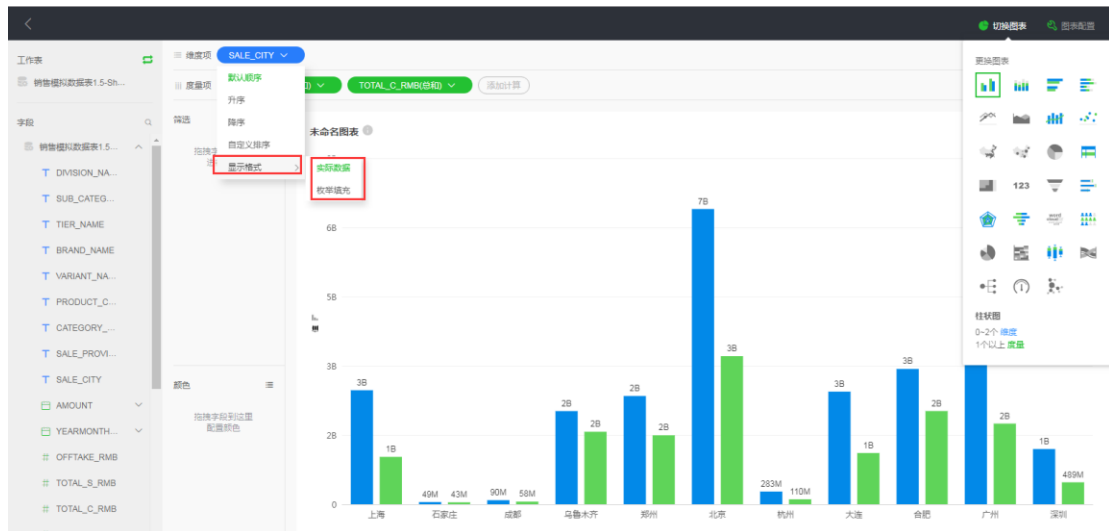 切换图表
图表配置
工作表
销售模拟数据表1.5-Sh...
字段
销售模拟数据表1.5...
DIVISION_NA...
SUB_CATEG...
TIER_NAME
BRAND_NAME
VARIANT_NA...
PRODUCT_C...
CATEGORY_...
SALE_PROVI...
SALE_CITY
AMOUNT
YEARMONTH...
OFFTAKE_RMB
TOTAL_S_RMB
TOTAL_C_RMB
维度项 SALE_CITY
度量项 TOTAL_C_RMB(总和) 添加计算
默认顺序
升序
降序
自定义排序
显示格式
实际数据
枚举填充
筛选
颜色
拖拽字段到这里
配置颜色
未命名图表
6B
5B
3B
2B
0
3B 1B
49M 43M
90M 58M
2B 2B
2B 2B
7B 3B
283M 110M
3B 1B
3B 2B
2B
1B 489M
上海 石家庄 成都 乌鲁木齐 郑州 北京 杭州 大连 合肥 广州 深圳
更换图表
123
柱状图
0~2个 维度
1个以上 度量